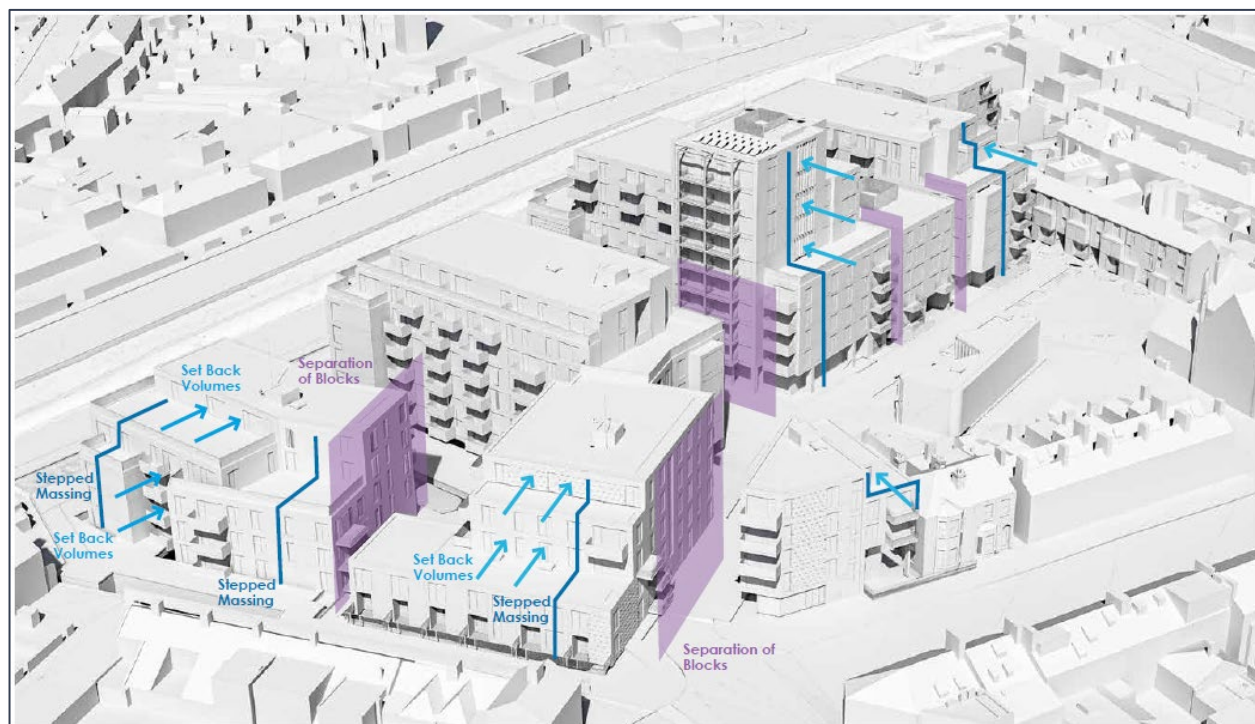 Separation
of Blocks
Set Back
Volumes
Stepped
Massing
Set Back
Volumes
Set Back
Volumes
Stepped
Massing
Stepped
Massing
Separation of
Blocks